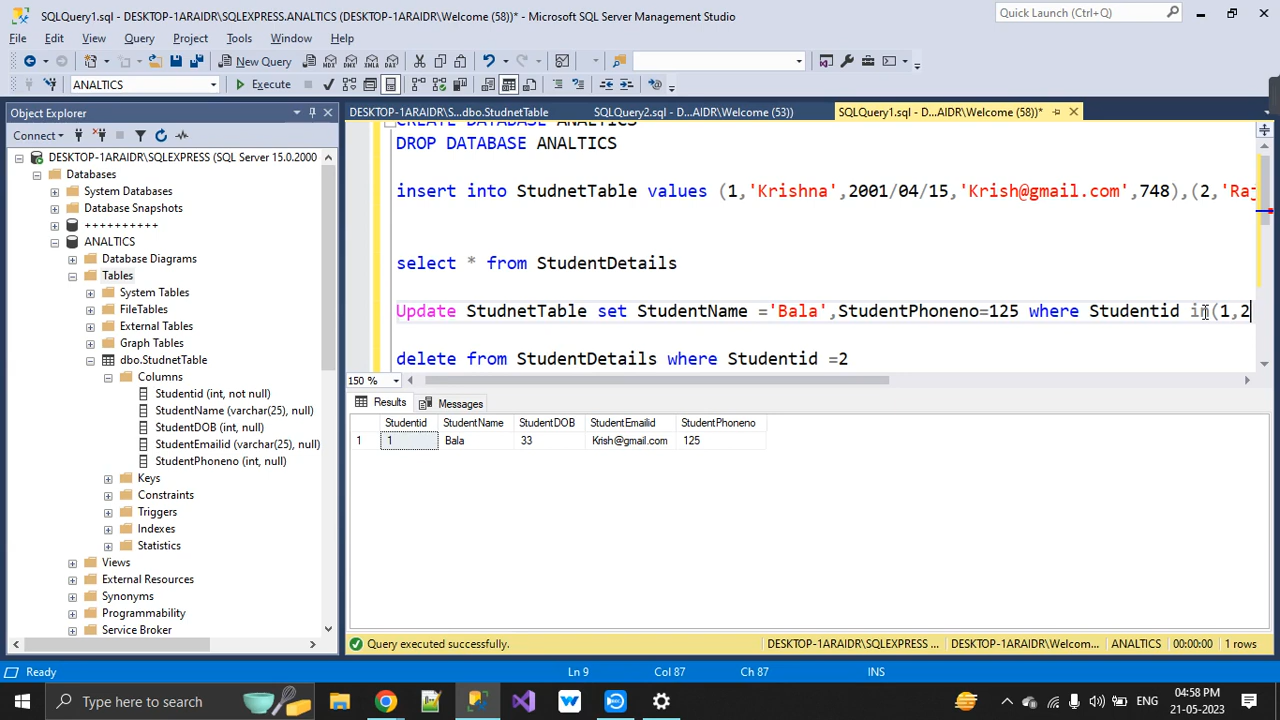 SQLQuery1.sql - DESKTOP-1ARAIDR\SQLEXPRESS.ANALTICS (DESKTOP-1ARAIDR\Welcome (58))* - Microsoft SQL Server Management Studio
Quick Launch (Ctrl+Q)
File Edit View Query Project Tools Window Help
New Query
ANALTICS
Execute
Object Explorer
DESKTOP-1ARAIDR\S...dbo.StudnetTable
SQLQuery2.sql - D...AIDR\Welcome (53))
SQLQuery1.sql - D...AIDR\Welcome (58))*
Connect
DESKTOP-1ARAIDR\SQLEXPRESS (SQL Server 15.0.2000
Databases
System Databases
Database Snapshots
++++++++++
ANALTICS
Database Diagrams
Tables
System Tables
FileTables
External Tables
Graph Tables
dbo.StudnetTable
Columns
Studentid (int, not null)
StudentName (varchar(25), null)
StudentDOB (int, null)
StudentEmailid (varchar(25), null)
StudentPhoneno (int, null)
Keys
Constraints
Triggers
Indexes
Statistics
Views
External Resources
Synonyms
Programmability
Service Broker
CREATE DATABASE ANALTICS
DROP DATABASE ANALTICS
insert into StudnetTable values (1,'Krishna',2001/04/15,'Krish@gmail.com',748),(2,'Raj
select * from StudentDetails
Update StudnetTable set StudentName ='Bala',StudentPhoneno=125 where Studentid in(1,2
delete from StudentDetails where Studentid =2
150 %
Results Messages
Studentid StudentName StudentDOB StudentEmailid StudentPhoneno
1 1 Bala 33 Krish@gmail.com 125
Query executed successfully.
DESKTOP-1ARAIDR\SQLEXPRESS ...
DESKTOP-1ARAIDR\Welcom...
ANALTICS
00:00:00
1 rows
Ready
Ln 9
Col 87
Ch 87
INS
Type here to search
W
ENG
04:58 PM
21-05-2023